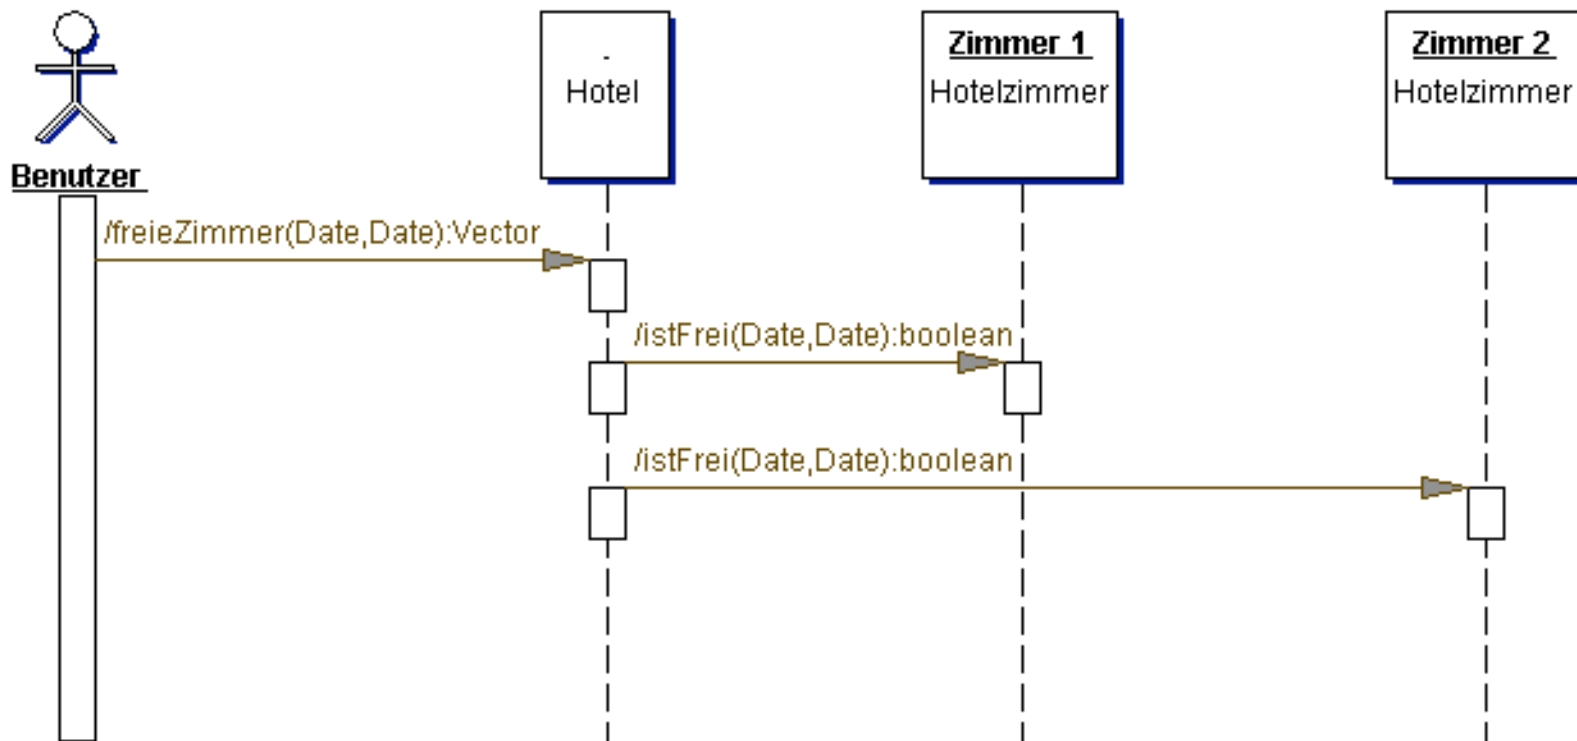 Benutzer
.
Hotel
Zimmer 1
Hotelzimmer
Zimmer 2
Hotelzimmer
/freieZimmer(Date,Date):Vector
/istFrei(Date,Date):boolean
/istFrei(Date,Date):boolean